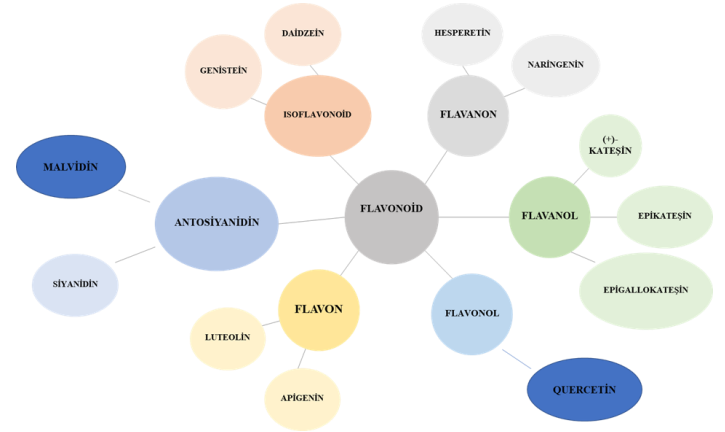 DAİDZEİN
HESPERETİN
GENİSTEİN
NARİNGENİN
ISOFLAVONOİD
FLAVANON
(+)-
KATEŞİN
MALVİDİN
ANTOSİYANİDİN
FLAVONOİD
FLAVANOL
EPİKATEŞİN
SİYANİDİN
EPİGALLOKATEŞİN
FLAVON
FLAVONOL
LUTEOLİN
QUERCETİN
APİGENİN